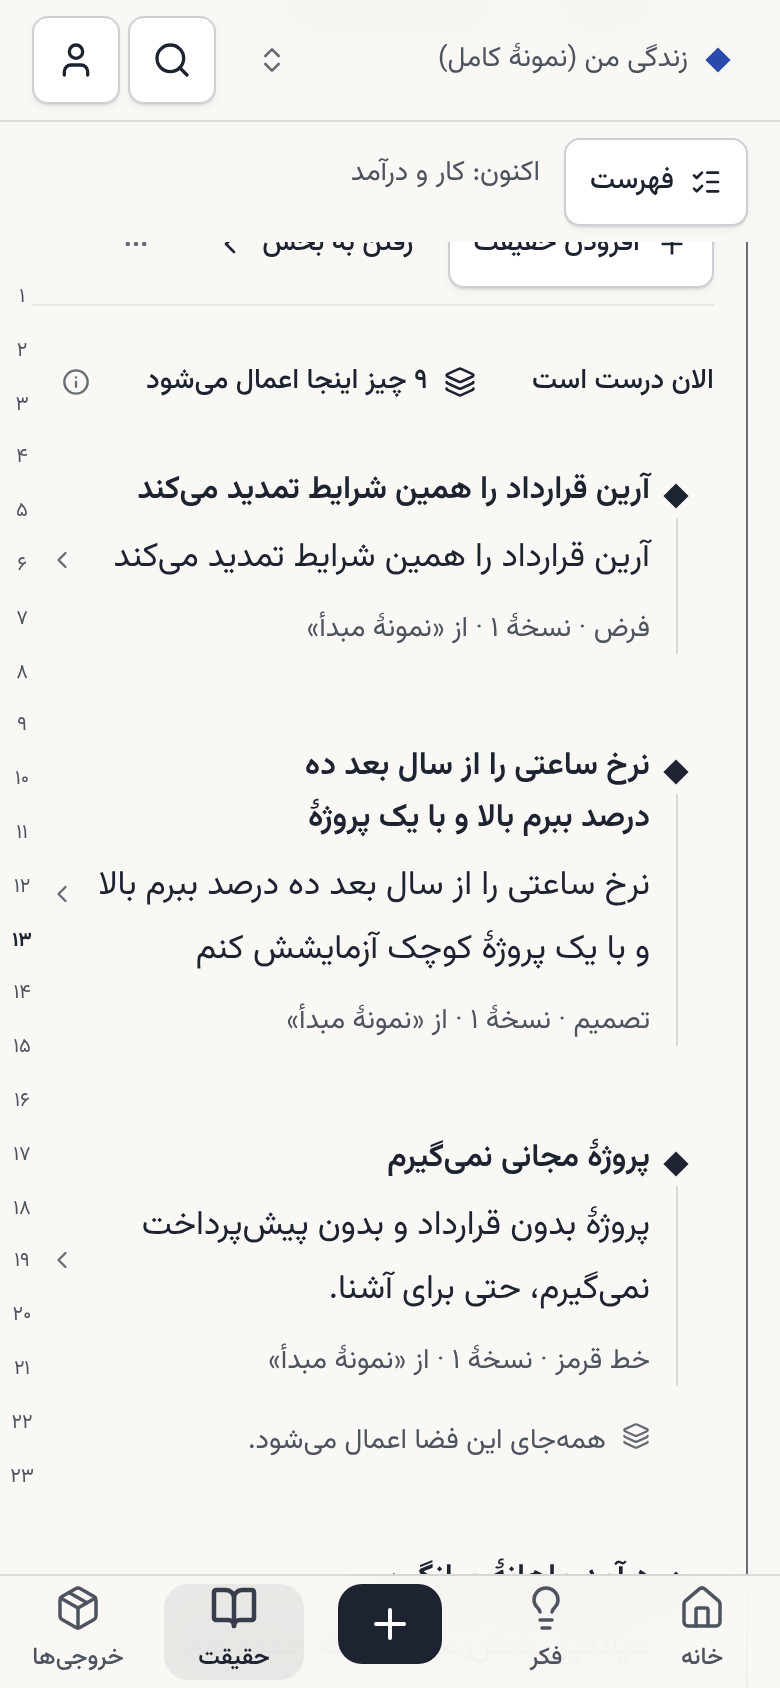 زندگی من (نمونهٔ کامل)
فهرست
اکنون: کار و درآمد
افزودن حقیقت
رفتن به بخش
الان درست است
۹ چیز اینجا اعمال می‌شود
آرین قرارداد را همین شرایط تمدید می‌کند
آرین قرارداد را همین شرایط تمدید می‌کند
فرض · نسخهٔ ۱ · از «نمونهٔ مبدأ»
نرخ ساعتی را از سال بعد ده
درصد ببرم بالا و با یک پروژهٔ
نرخ ساعتی را از سال بعد ده درصد ببرم بالا
و با یک پروژهٔ کوچک آزمایشش کنم
تصمیم · نسخهٔ ۱ · از «نمونهٔ مبدأ»
پروژهٔ مجانی نمی‌گیرم
پروژهٔ بدون قرارداد و بدون پیش‌پرداخت
نمی‌گیرم، حتی برای آشنا.
خط قرمز · نسخهٔ ۱ · از «نمونهٔ مبدأ»
همه‌جای این فضا اعمال می‌شود.
۱
۲
۳
۴
۵
۶
۷
۸
۹
۱۰
۱۱
۱۲
۱۳
۱۴
۱۵
۱۶
۱۷
۱۸
۱۹
۲۰
۲۱
۲۲
۲۳
خانه
فکر
حقیقت
خروجی‌ها